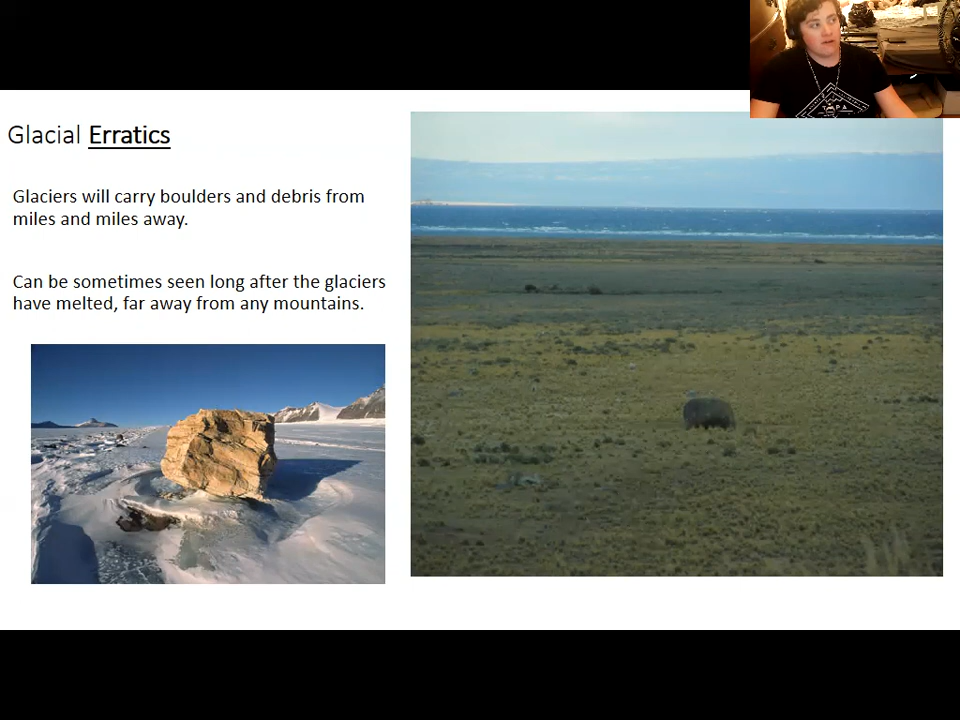 Glacial Erratics
Glaciers will carry boulders and debris from
miles and miles away.
Can be sometimes seen long after the glaciers
have melted, far away from any mountains.